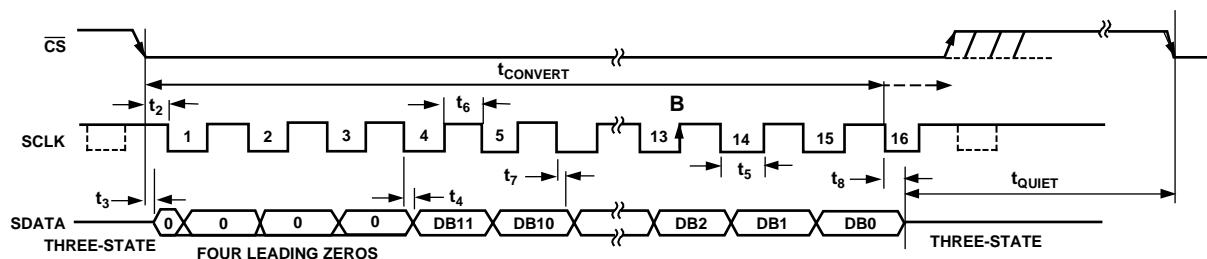 CS
tCONVERT
t2
t6
B
SCLK
1 2 3 4 5 13 14 15 16
t3
t4
t7
t5
t8
tQUIET
SDATA
0 0 0 0 DB11 DB10 DB2 DB1 DB0
THREE-STATE
FOUR LEADING ZEROS
THREE-STATE